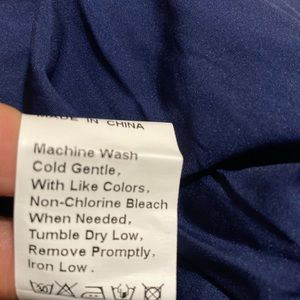 MADE IN CHINA
Machine Wash
Cold Gentle,
With Like Colors,
Non-Chlorine Bleach
When Needed,
Tumble Dry Low,
Remove Promptly,
Iron Low.